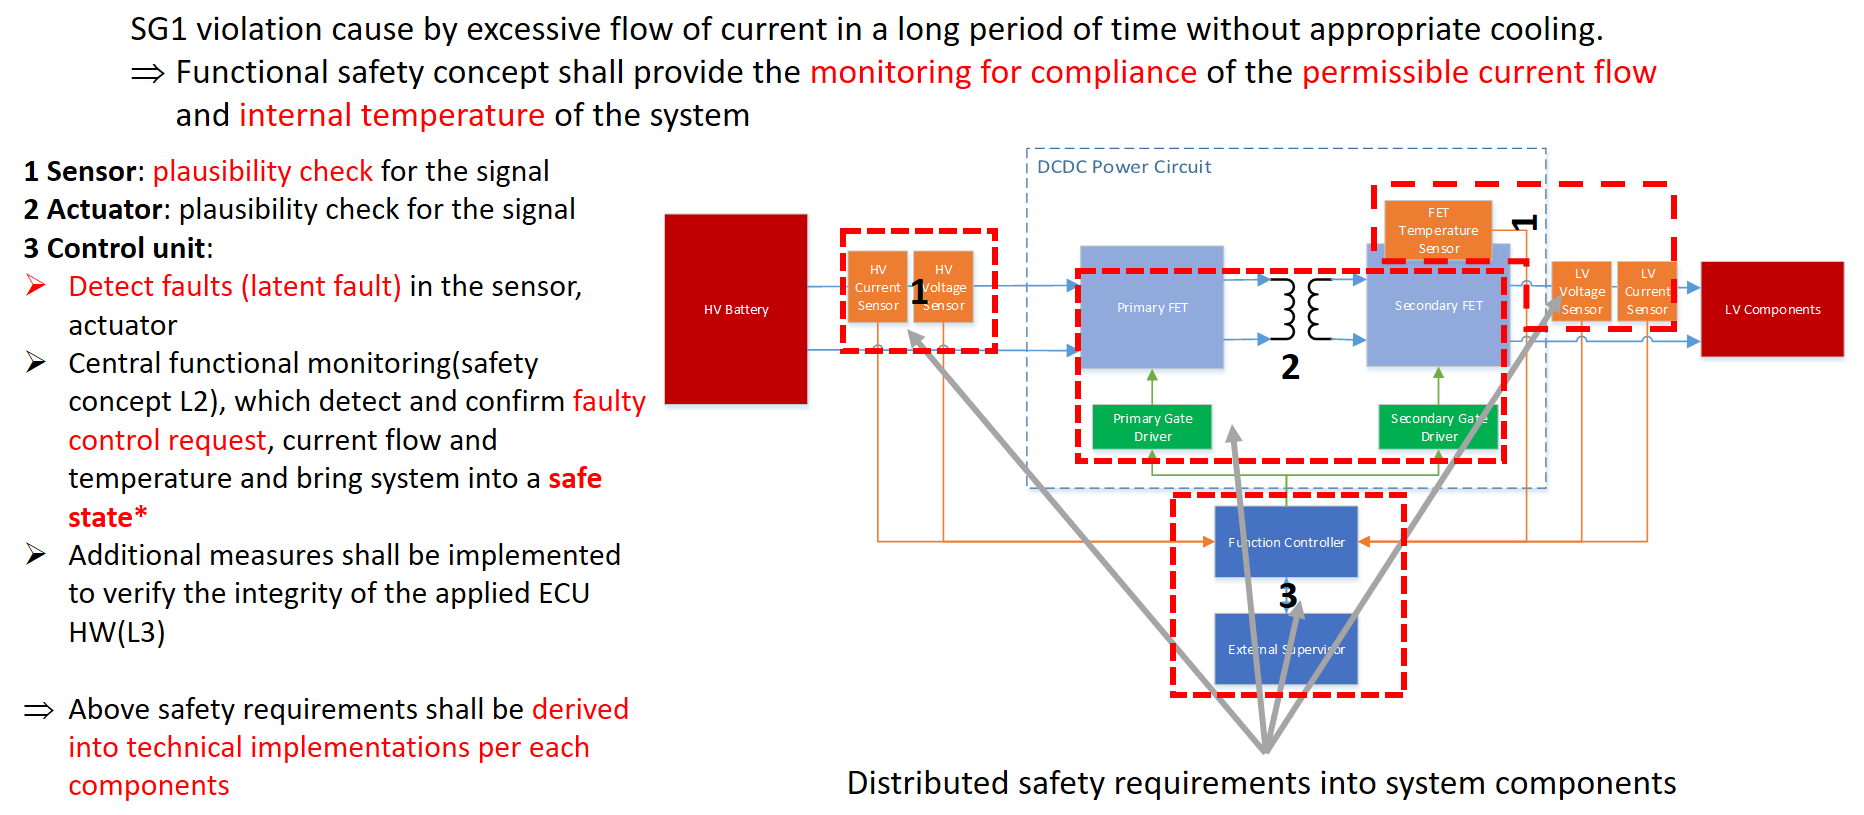 SG1 violation cause by excessive flow of current in a long period of time without appropriate cooling.
⇒ Functional safety concept shall provide the monitoring for compliance of the permissible current flow
and internal temperature of the system
1 Sensor: plausibility check for the signal
2 Actuator: plausibility check for the signal
3 Control unit:
➢ Detect faults (latent fault) in the sensor,
actuator
➢ Central functional monitoring(safety
concept L2), which detect and confirm faulty
control request, current flow and
temperature and bring system into a safe
state*
➢ Additional measures shall be implemented
to verify the integrity of the applied ECU
HW(L3)
⇒ Above safety requirements shall be derived
into technical implementations per each
components
DCDC Power Circuit
HV Battery
HV
Current
Sensor
1
HV
Voltage
Sensor
Primary FET
2
Secondary FET
FET
Temperature
Sensor
1
LV
Voltage
Sensor
LV
Current
Sensor
LV Components
Primary Gate
Driver
Secondary Gate
Driver
Function Controller
3
External Supervisor
Distributed safety requirements into system components